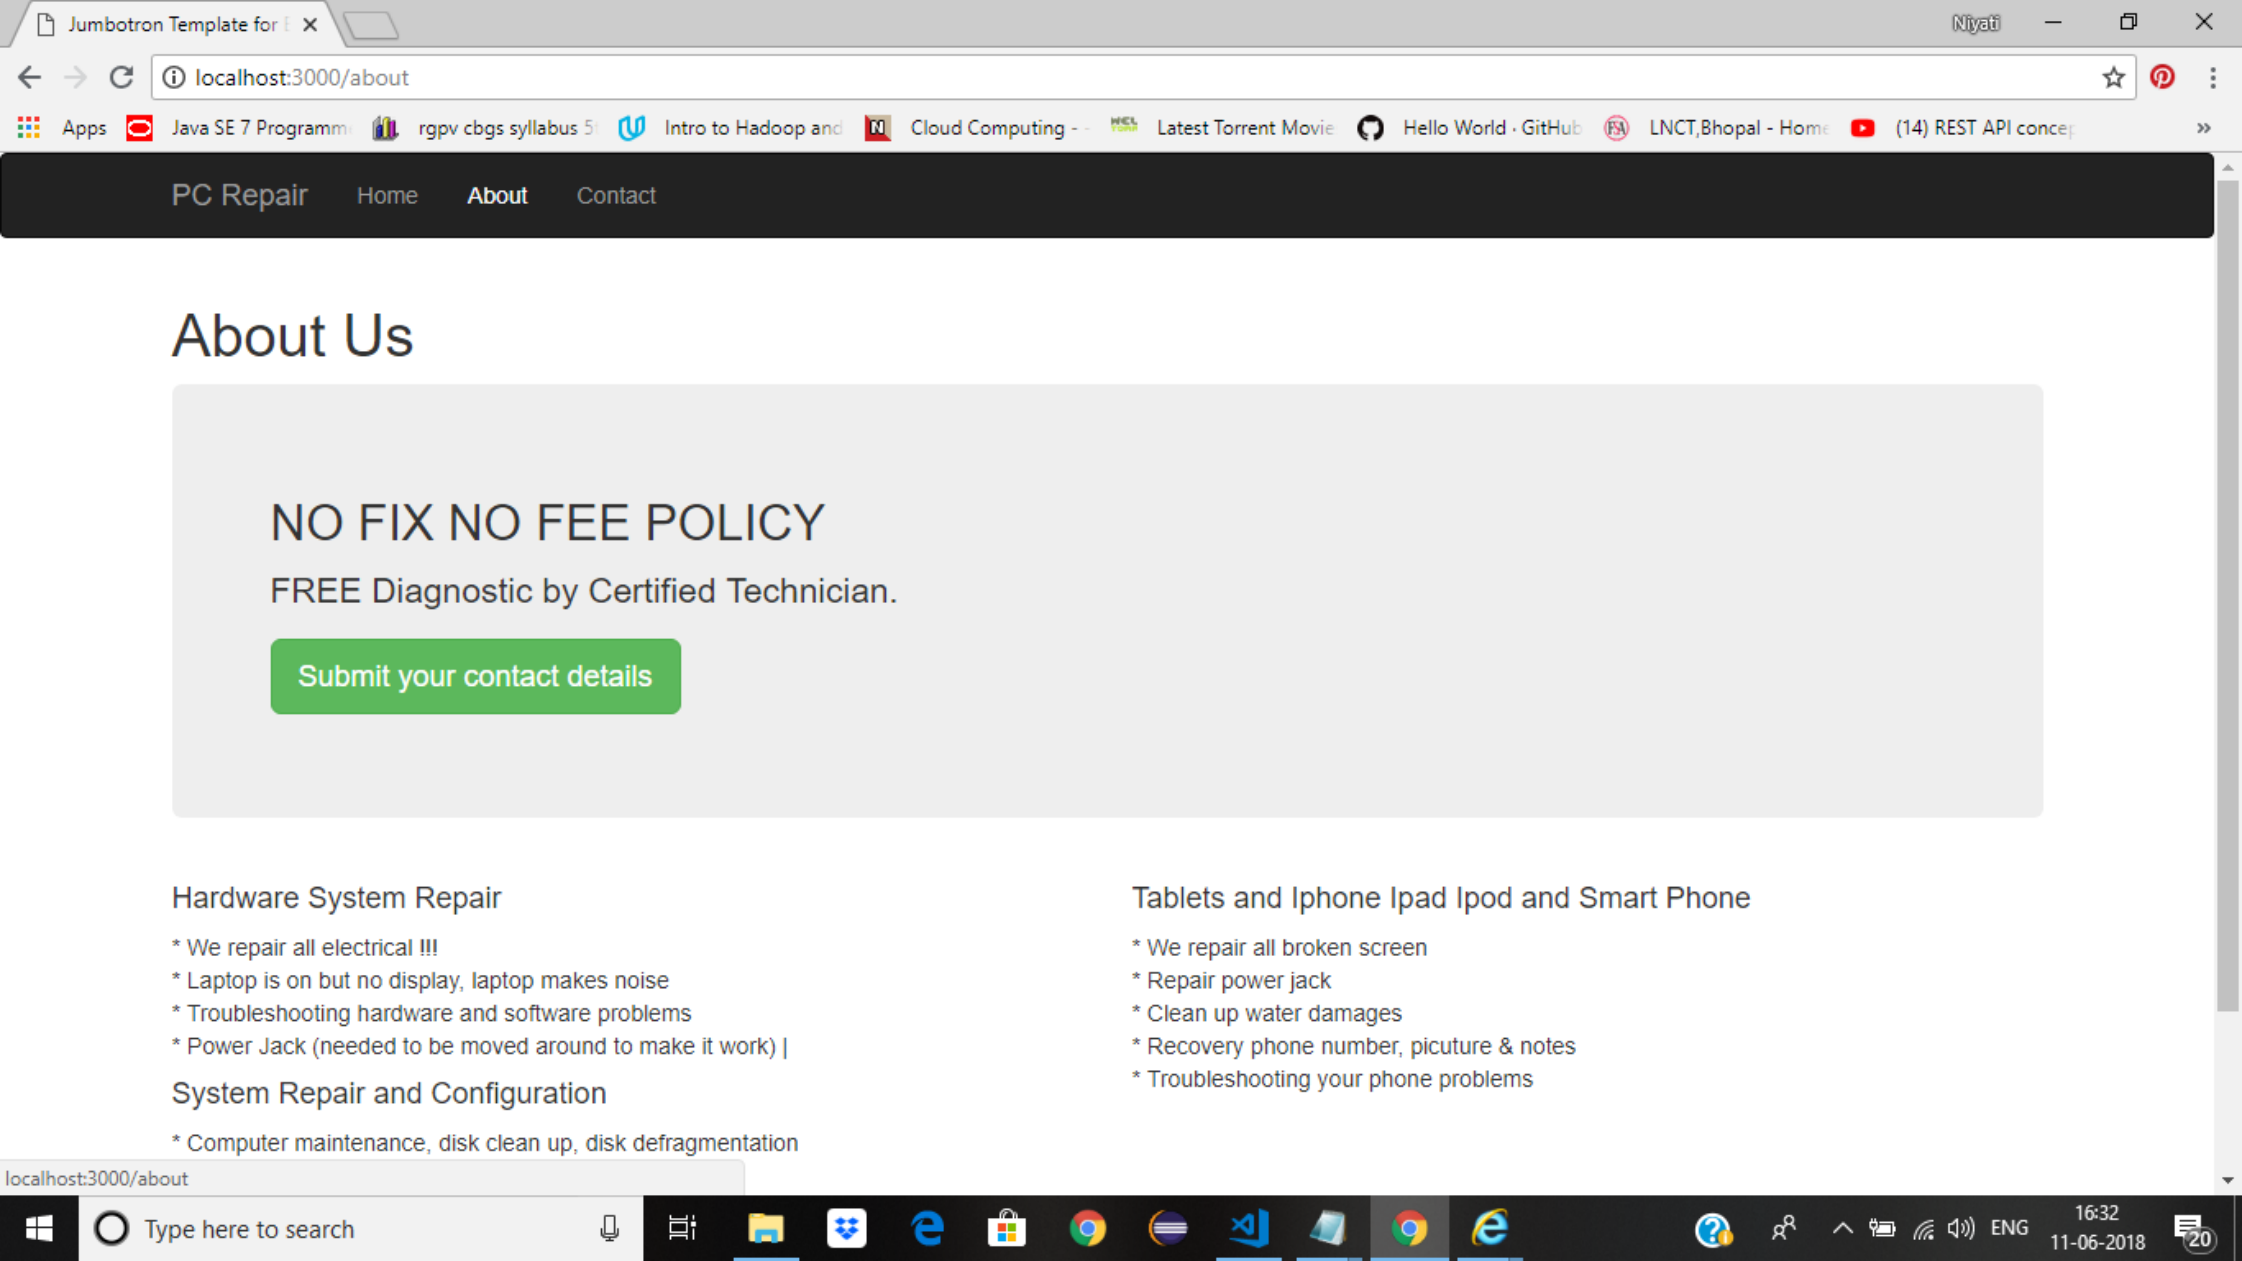 Jumbotron Template for
Niyati
localhost:3000/about
Apps Java SE 7 Programm rgpv cbgs syllabus 5 Intro to Hadoop and Cloud Computing - Latest Torrent Movie Hello World · GitHub LNCT,Bhopal - Home (14) REST API concep »
PC Repair Home About Contact
About Us
NO FIX NO FEE POLICY
FREE Diagnostic by Certified Technician.
Submit your contact details
Hardware System Repair
* We repair all electrical !!!
* Laptop is on but no display, laptop makes noise
* Troubleshooting hardware and software problems
* Power Jack (needed to be moved around to make it work) |
System Repair and Configuration
* Computer maintenance, disk clean up, disk defragmentation
Tablets and Iphone Ipad Ipod and Smart Phone
* We repair all broken screen
* Repair power jack
* Clean up water damages
* Recovery phone number, picuture & notes
* Troubleshooting your phone problems
localhost:3000/about
Type here to search
ENG
16:32
11-06-2018
20